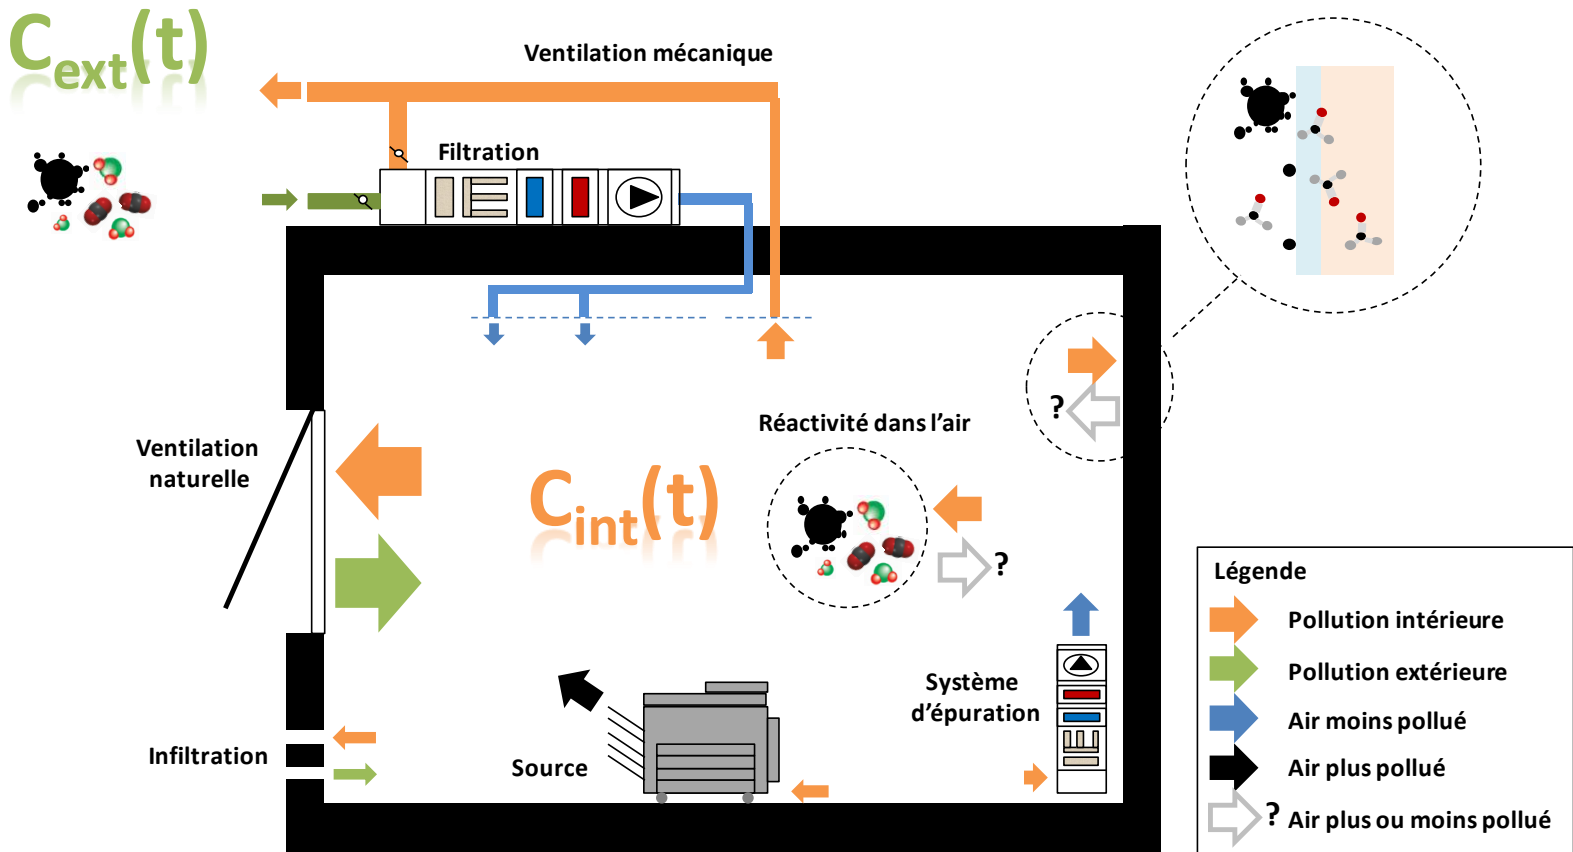 Cext(t)
Ventilation mécanique
Filtration
Ventilation
naturelle
Réactivité dans l'air
?
Cint(t)
?
Système
d'épuration
Infiltration
Source
Légende
Pollution intérieure
Pollution extérieure
Air moins pollué
Air plus pollué
? Air plus ou moins pollué